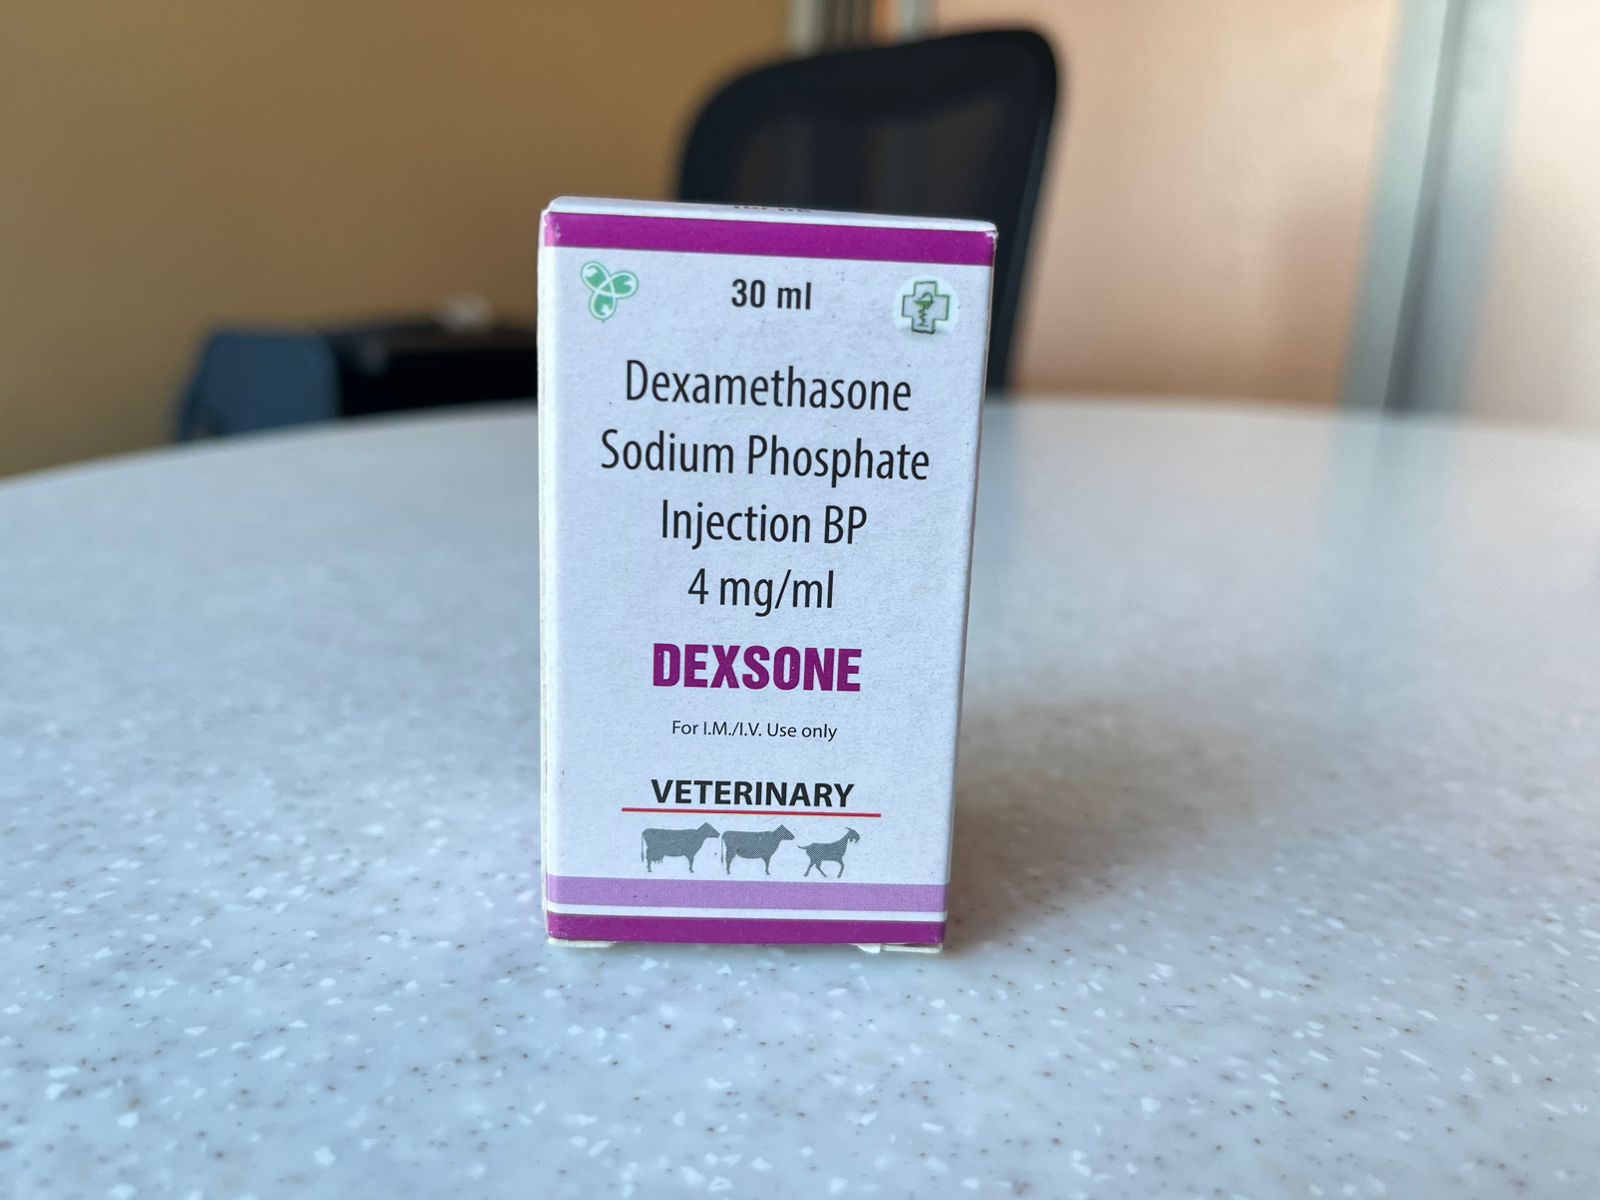 30 ml
Dexamethasone
Sodium Phosphate
Injection BP
4 mg/ml
DEXSONE
For I.M./I.V. Use only
VETERINARY